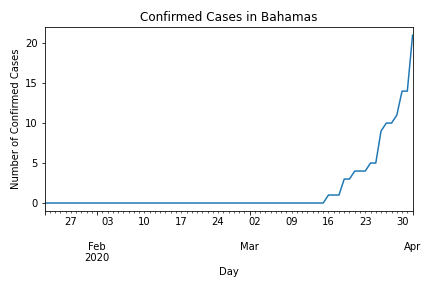 Confirmed Cases in Bahamas
Number of Confirmed Cases
20
15
10
5
0
27 03 10 17 24 02 09 16 23 30
Feb Mar Apr
2020
Day